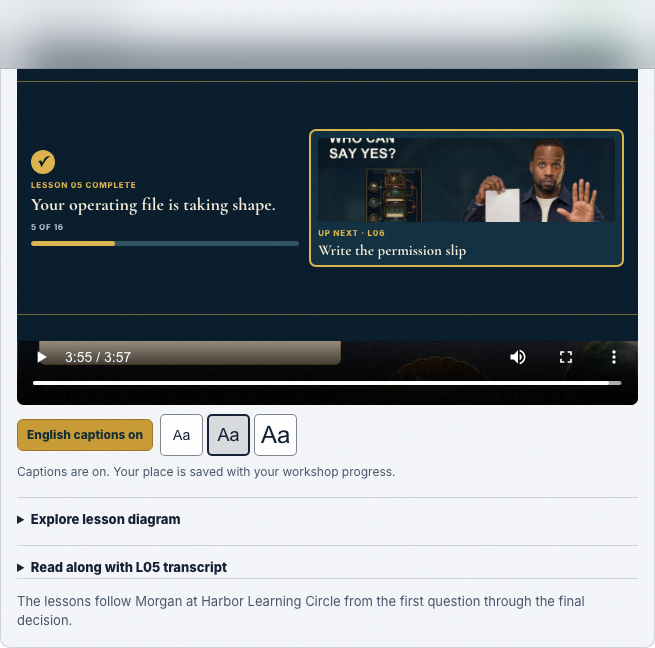 LESSON 05 COMPLETE
Your operating file is taking shape.
5 OF 16
WHO CAN
SAY YES?
UP NEXT · L06
Write the permission slip
3:55 / 3:57
English captions on
Aa
Aa
Aa
Captions are on. Your place is saved with your workshop progress.
Explore lesson diagram
Read along with L05 transcript
The lessons follow Morgan at Harbor Learning Circle from the first question through the final
decision.